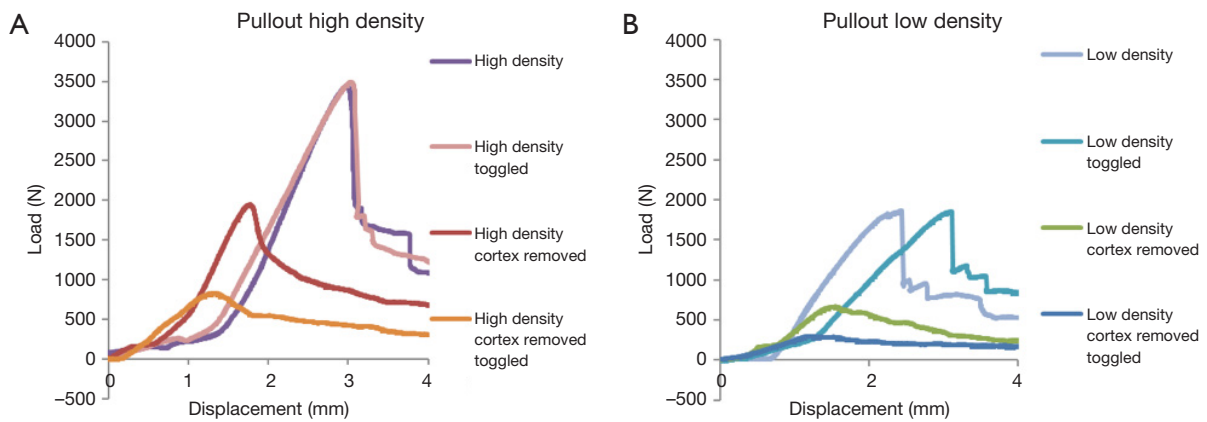 A
Pullout high density
4000
3500
3000
2500
2000
1500
1000
500
0
–500
Load (N)
0
1
2
3
4
Displacement (mm)
High density
High density
toggled
High density
cortex removed
High density
cortex removed
toggled
B
Pullout low density
4000
3500
3000
2500
2000
1500
1000
500
0
–500
Load (N)
0
2
4
Displacement (mm)
Low density
Low density
toggled
Low density
cortex removed
Low density
cortex removed
toggled